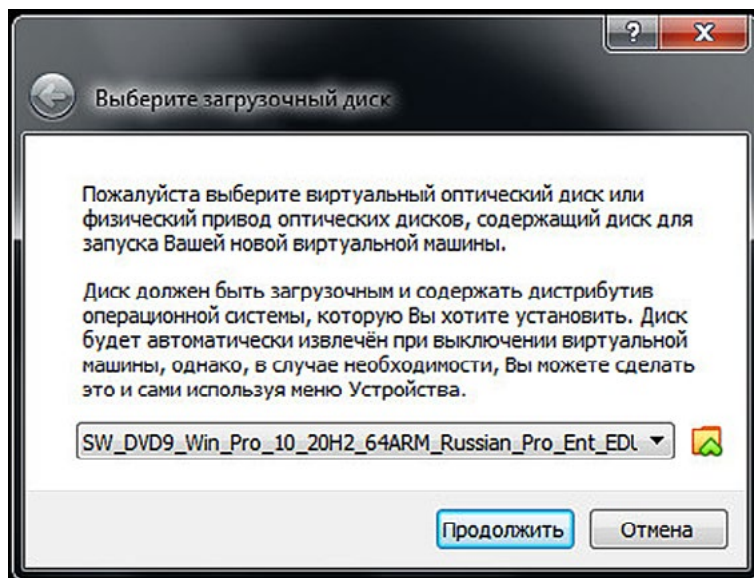 Выберите загрузочный диск
Пожалуйста выберите виртуальный оптический диск или
физический привод оптических дисков, содержащий диск для
запуска Вашей новой виртуальной машины.
Диск должен быть загрузочным и содержать дистрибутив
операционной системы, которую Вы хотите установить. Диск
будет автоматически извлечён при выключении виртуальной
машины, однако, в случае необходимости, Вы можете сделать
это и сами используя меню Устройства.
SW_DVD9_Win_Pro_10_20H2_64ARM_Russian_Pro_Ent_EDU
Продолжить Отмена